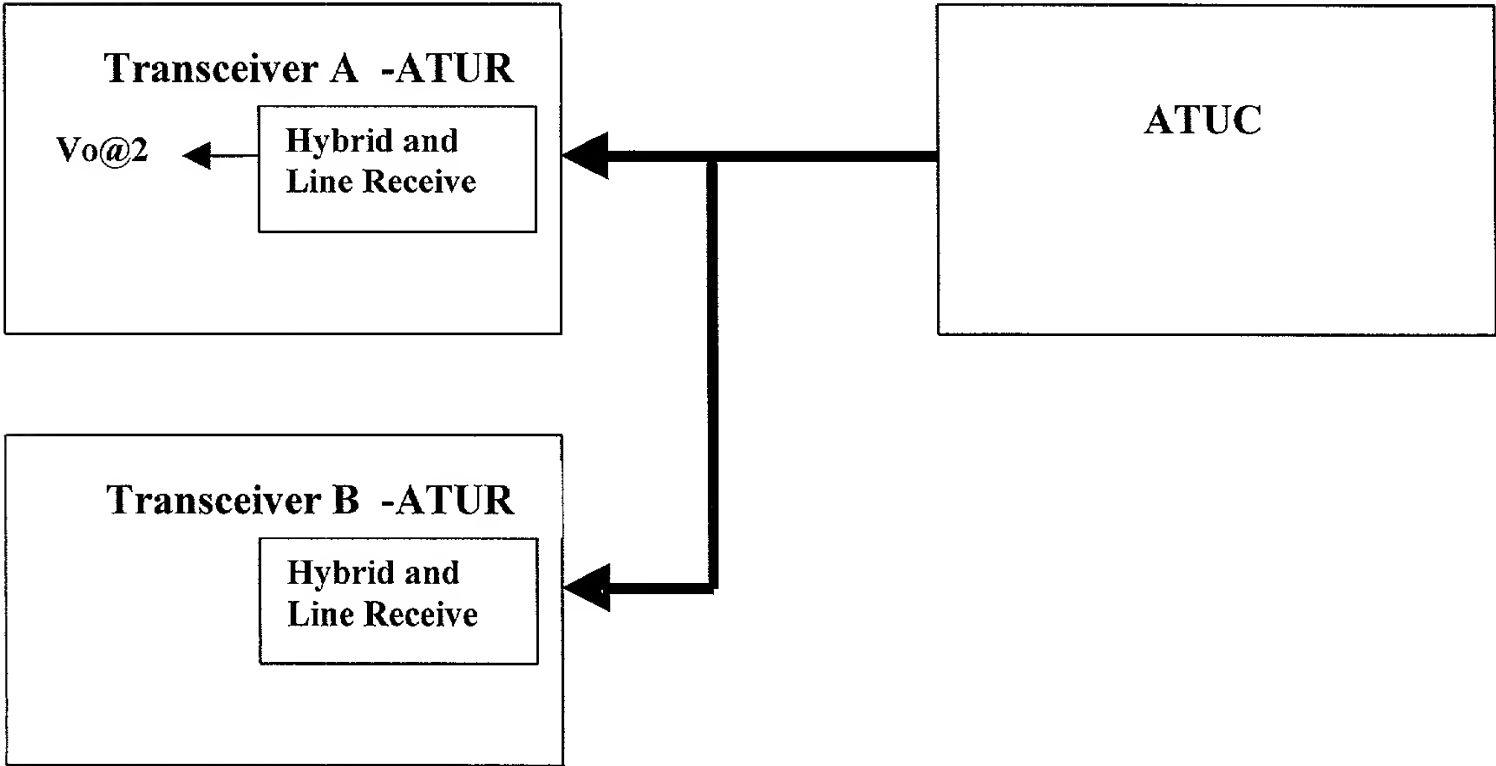 Transceiver A -ATUR
Vo@2
Hybrid and
Line Receive
ATUC
Transceiver B -ATUR
Hybrid and
Line Receive